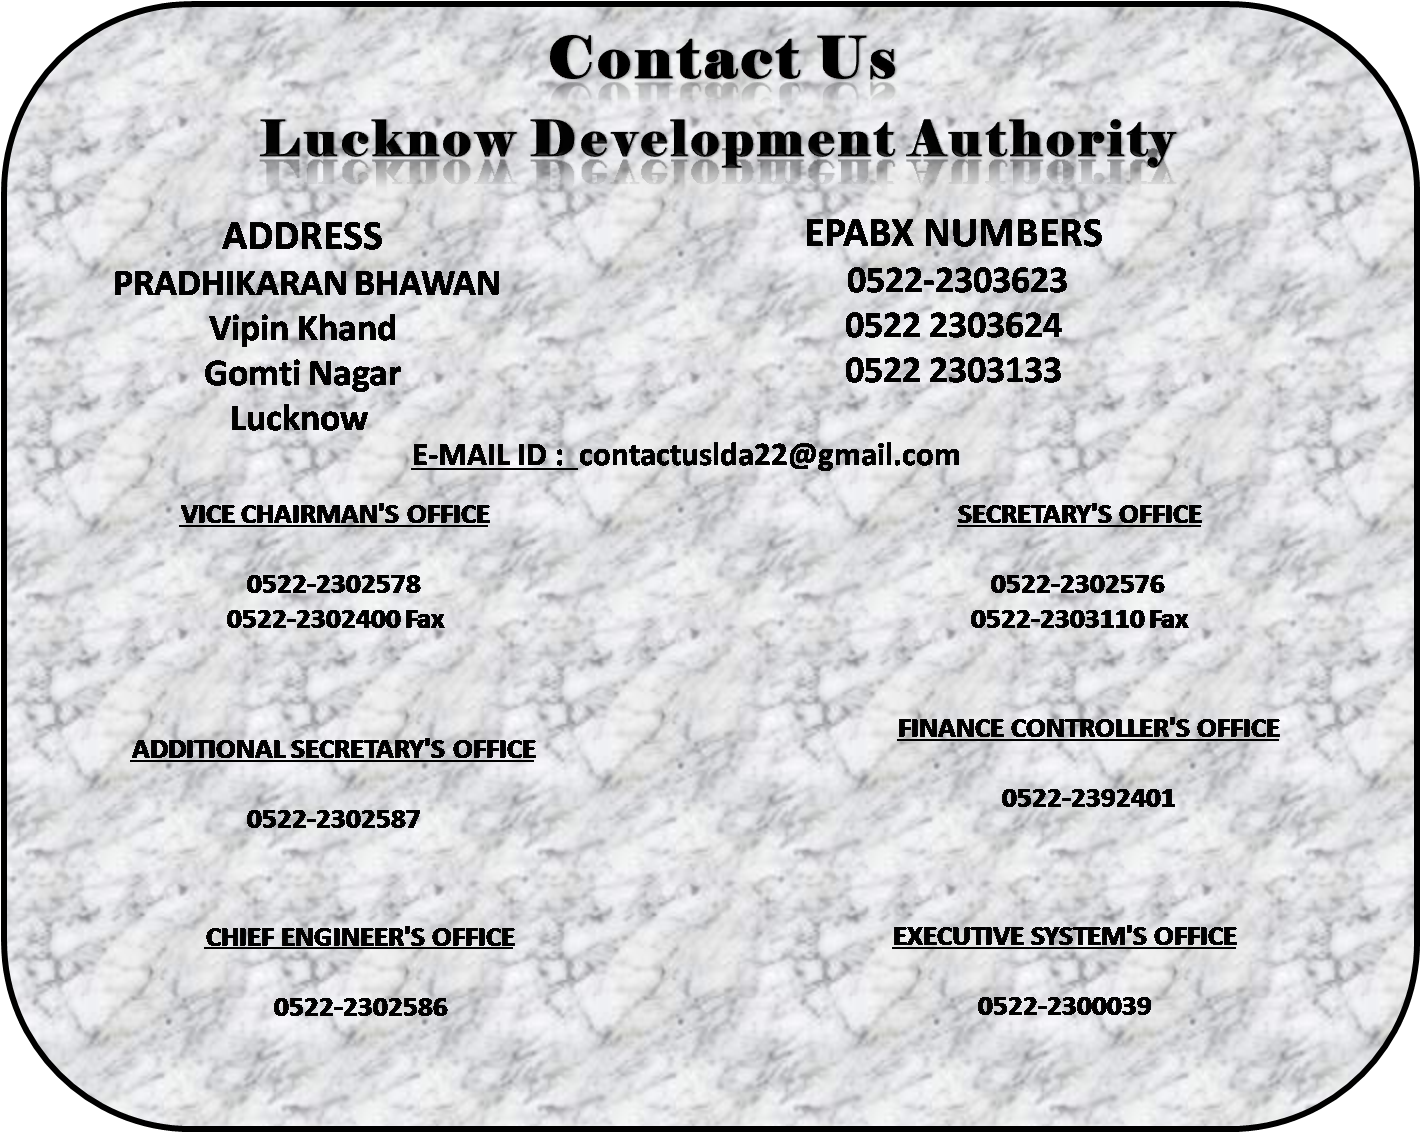 Contact Us
Lucknow Development Authority
ADDRESS
PRADHIKARAN BHAWAN
Vipin Khand
Gomti Nagar
Lucknow
EPABX NUMBERS
0522-2303623
0522 2303624
0522 2303133
E-MAIL ID : contactuslda22@gmail.com
VICE CHAIRMAN'S OFFICE
0522-2302578
0522-2302400 Fax
SECRETARY'S OFFICE
0522-2302576
0522-2303110 Fax
ADDITIONAL SECRETARY'S OFFICE
0522-2302587
FINANCE CONTROLLER'S OFFICE
0522-2392401
CHIEF ENGINEER'S OFFICE
0522-2302586
EXECUTIVE SYSTEM'S OFFICE
0522-2300039